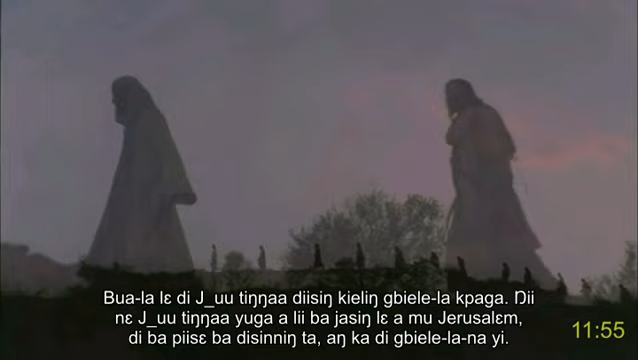 Bua-la lɛ di J_uu tiŋŋaa diisiŋ kieliŋ gbiele-la kpaga. Ŋii
nɛ J_uu tiŋŋaa yuga a lii ba jasiŋ lɛ a mu Jerusalɛm,
di ba piisɛ ba disinniŋ ta, aŋ ka di gbiele-la-na yi.
11:55